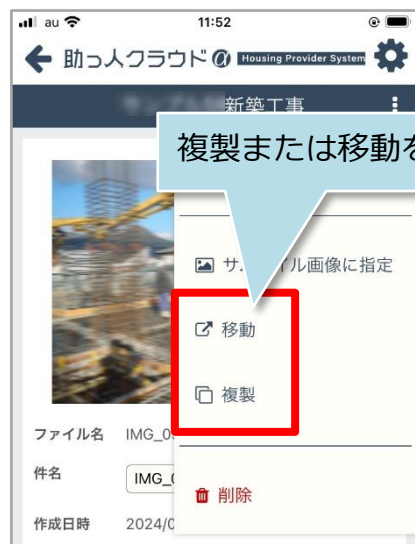 au
11:52
助っ人クラウドα Housing Provider System
新築工事
複製または移動を
サ
イル画像に指定
移動
複製
ファイル名 IMG_0
件名 IMG_0
削除
作成日時 2024/0